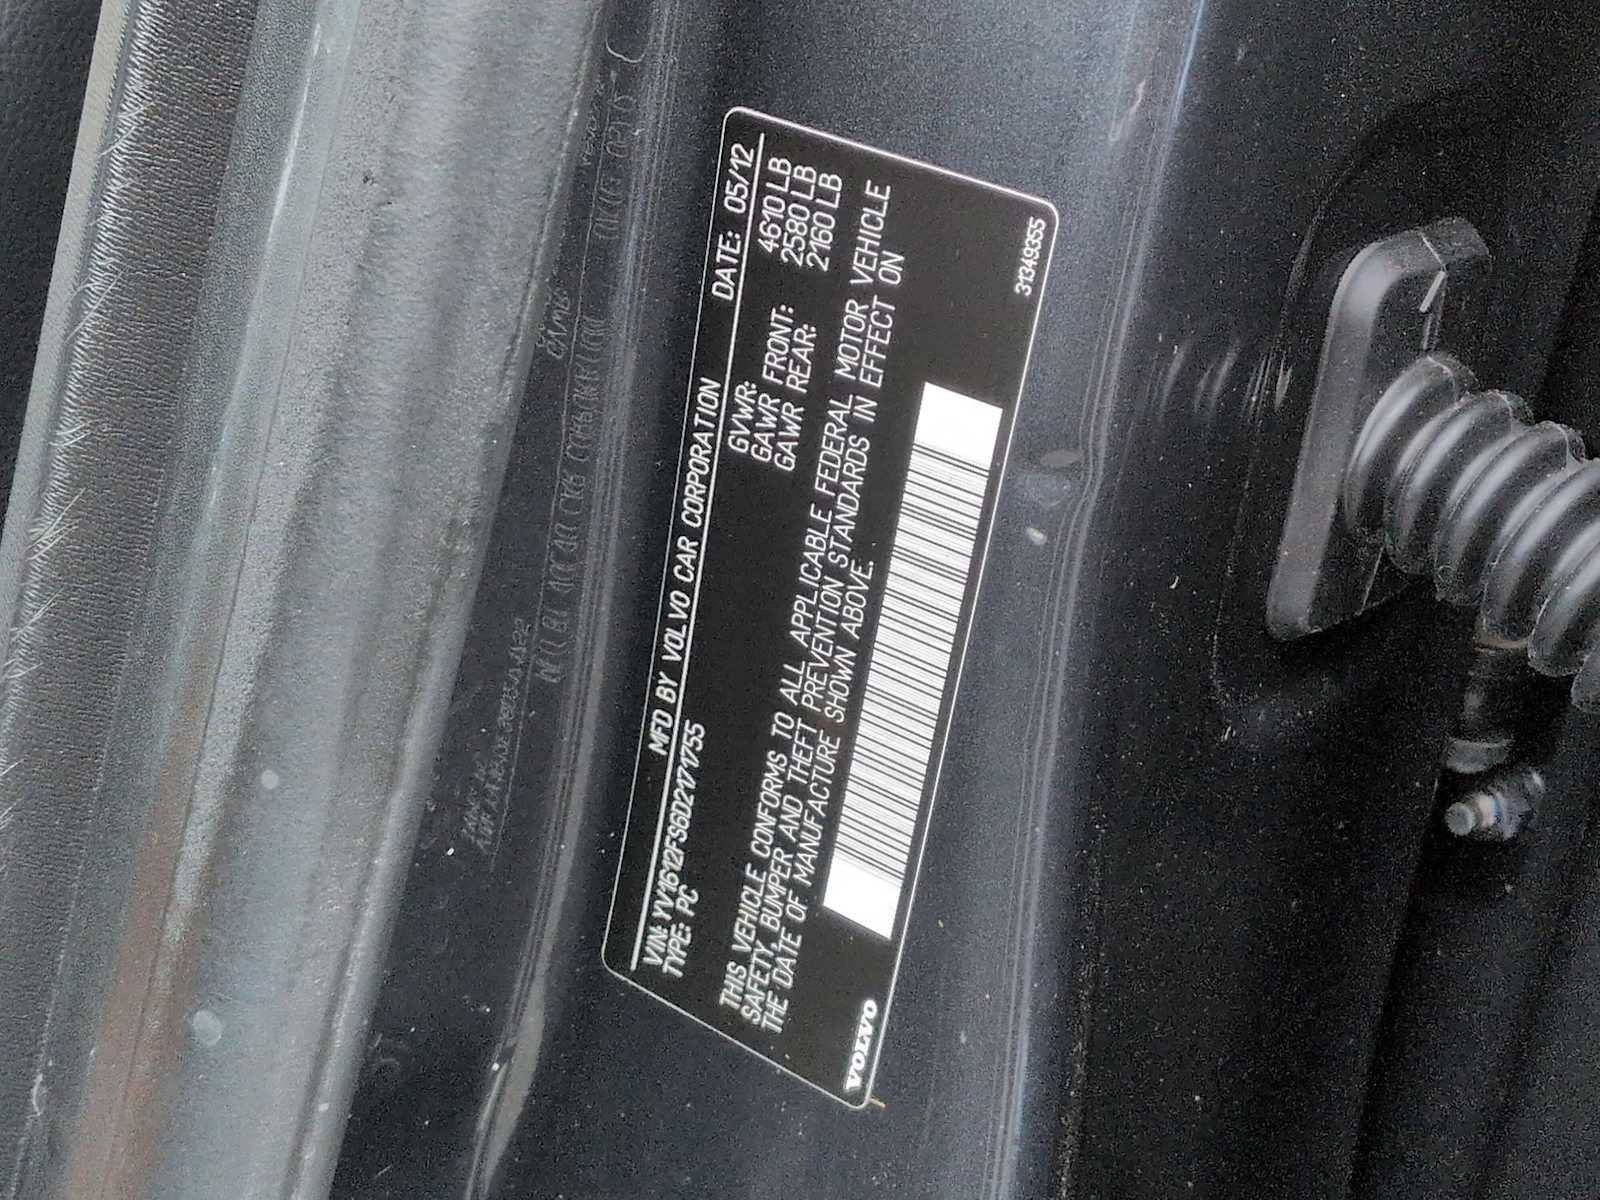 MFD BY VOLVO CAR CORPORATION DATE: 05/12
VIN: YV1612FS6D2171755
TYPE: PC
GVWR: 4610 LB
GAWR FRONT: 2580 LB
GAWR REAR: 2160 LB
THIS VEHICLE CONFORMS TO ALL APPLICABLE FEDERAL MOTOR VEHICLE
SAFETY, BUMPER AND THEFT PREVENTION STANDARDS IN EFFECT ON
THE DATE OF MANUFACTURE SHOWN ABOVE.
VOLVO
31349355